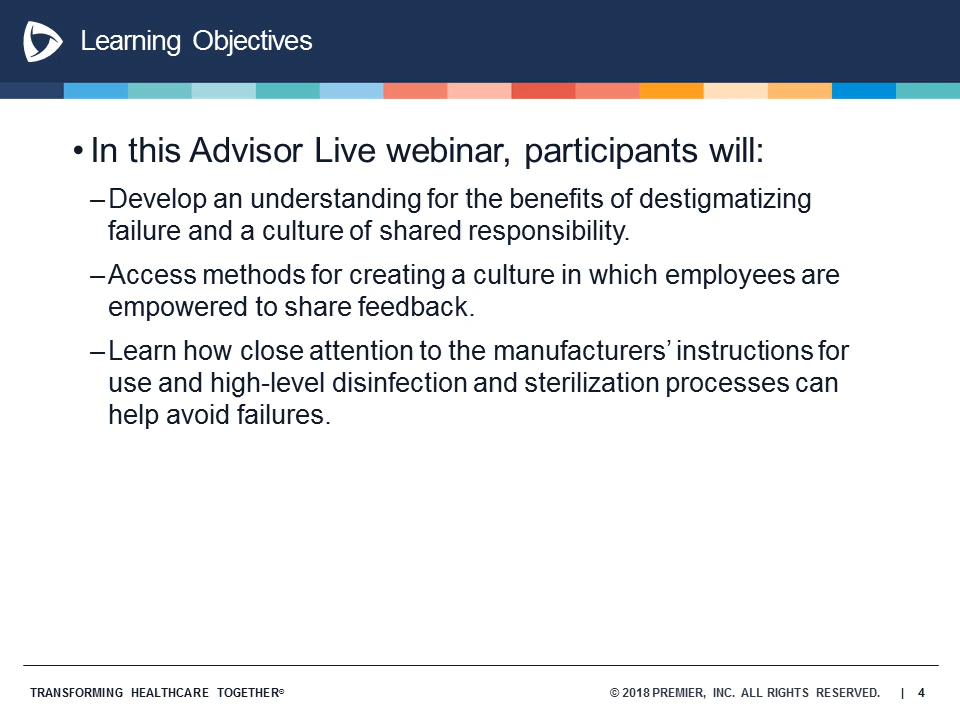 Learning Objectives
• In this Advisor Live webinar, participants will:
–Develop an understanding for the benefits of destigmatizing
failure and a culture of shared responsibility.
–Access methods for creating a culture in which employees are
empowered to share feedback.
–Learn how close attention to the manufacturers’ instructions for
use and high-level disinfection and sterilization processes can
help avoid failures.
TRANSFORMING HEALTHCARE TOGETHER® © 2018 PREMIER, INC. ALL RIGHTS RESERVED. | 4